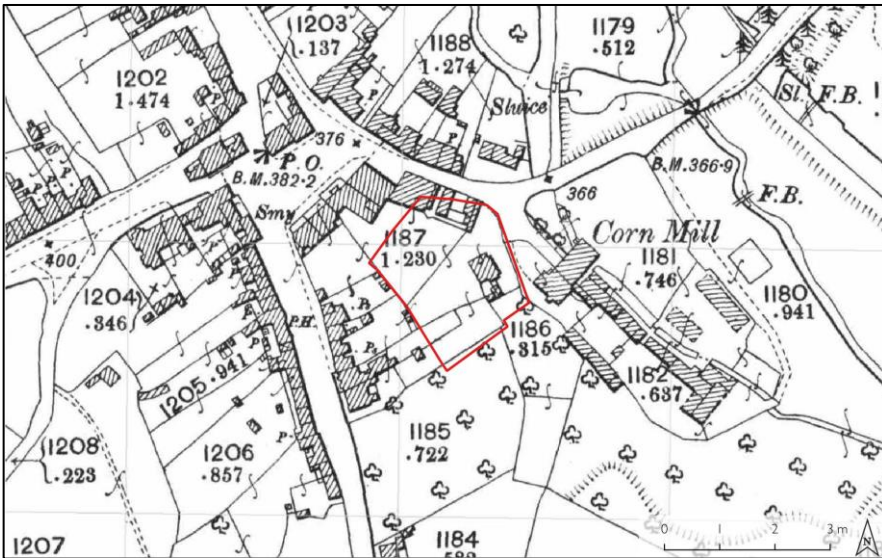 1202
1.474
1203
.137
1188
1.274
1179
.512
Sluice
Sl.
F.B.
P.
P.
P.
376
P.O.
B.M.382.2
Smy
B.M.366.9
366
F.B.
Corn Mill
1187
1.230
1181
.746
1180
.941
400
1204
.346
P.H.
1186
.315
1205
.941
1182
.637
1208
.223
1206
.857
1185
.722
1207
1184
0 1 2 3 m
N